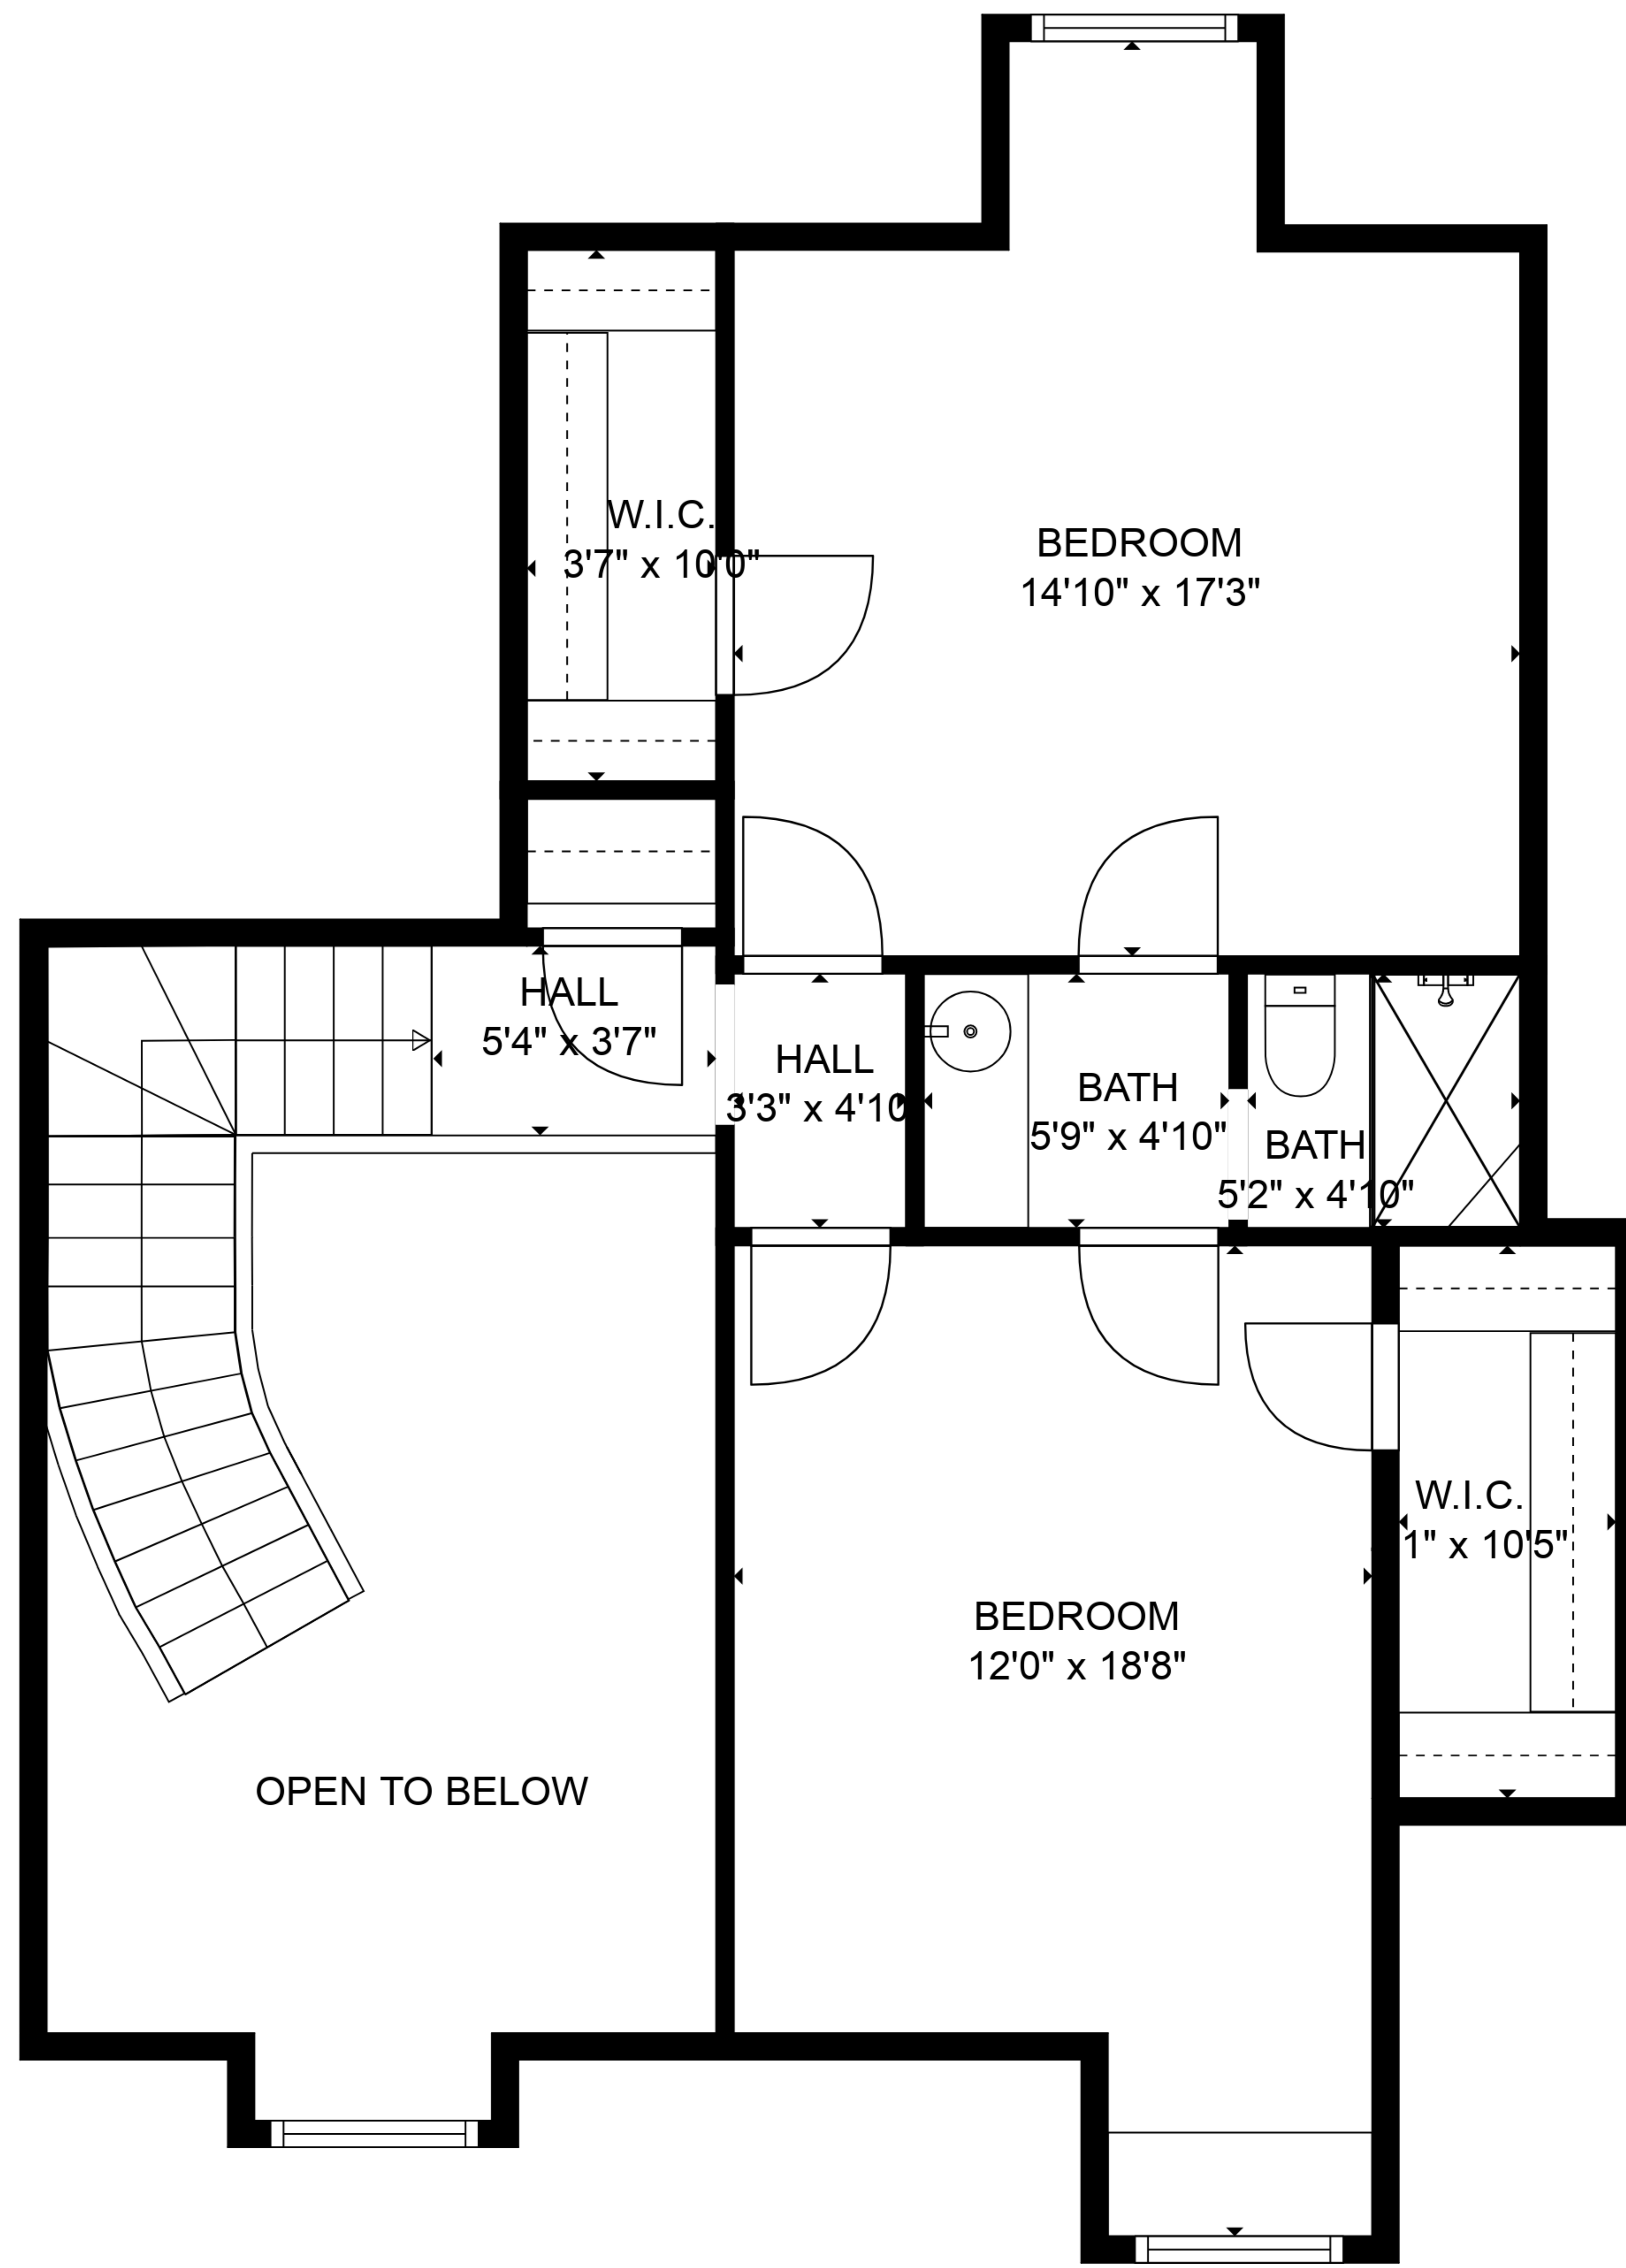 W.I.C.
3'7" x 10'0"
BEDROOM
14'10" x 17'3"
HALL
5'4" x 3'7"
HALL
3'3" x 4'10
BATH
5'9" x 4'10"
BATH
5'2" x 4'10"
W.I.C.
1" x 10'5"
BEDROOM
12'0" x 18'8"
OPEN TO BELOW